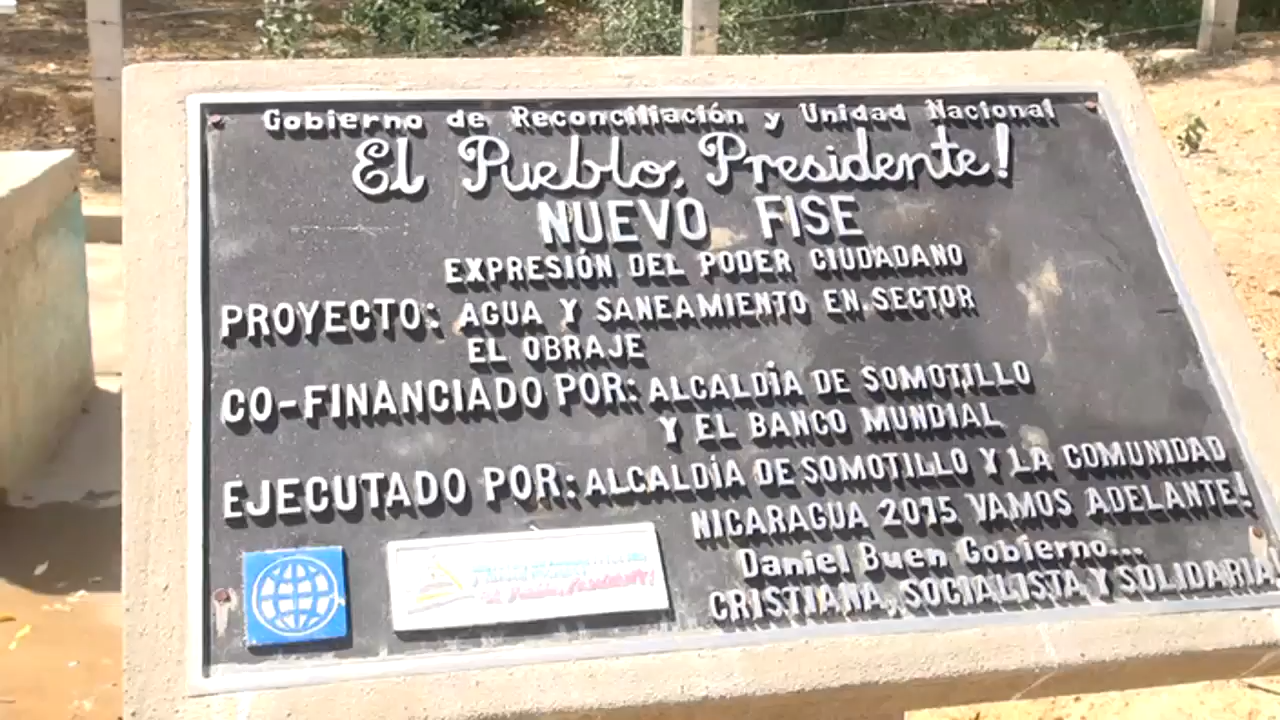 Gobierno de Reconciliación y Unidad Nacional
El Pueblo, Presidente!
NUEVO FISE
EXPRESIÓN DEL PODER CIUDADANO
PROYECTO: AGUA Y SANEAMIENTO EN SECTOR
EL OBRAJE
CO-FINANCIADO POR: ALCALDÍA DE SOMOTILLO
Y EL BANCO MUNDIAL
EJECUTADO POR: ALCALDÍA DE SOMOTILLO Y LA COMUNIDAD
NICARAGUA 2015 VAMOS ADELANTE!
Daniel Buen Gobierno...
CRISTIANA, SOCIALISTA Y SOLIDARIA